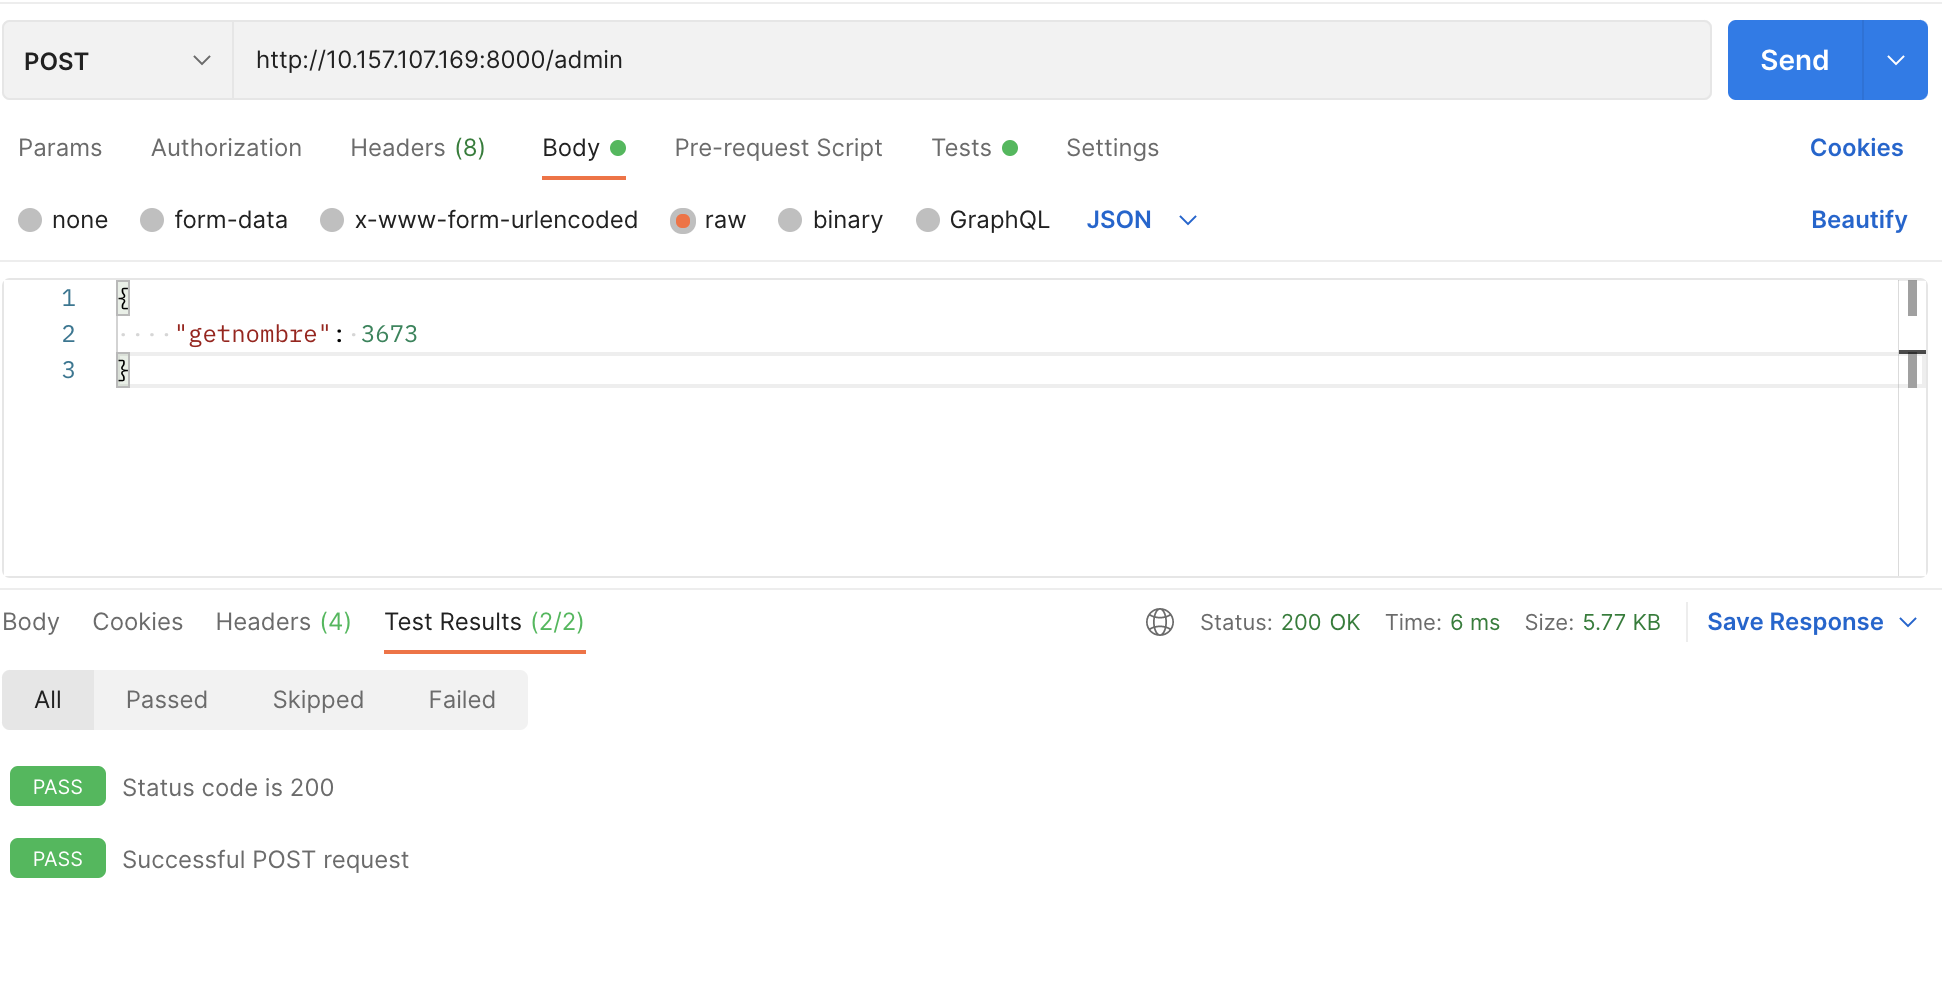 POST http://10.157.107.169:8000/admin Send
Params Authorization Headers (8) Body Pre-request Script Tests Settings Cookies
none form-data x-www-form-urlencoded raw binary GraphQL JSON Beautify
1 {
2 ····"getnombre":·3673
3 }
Body Cookies Headers (4) Test Results (2/2) Status: 200 OK Time: 6 ms Size: 5.77 KB Save Response
All Passed Skipped Failed
PASS Status code is 200
PASS Successful POST request